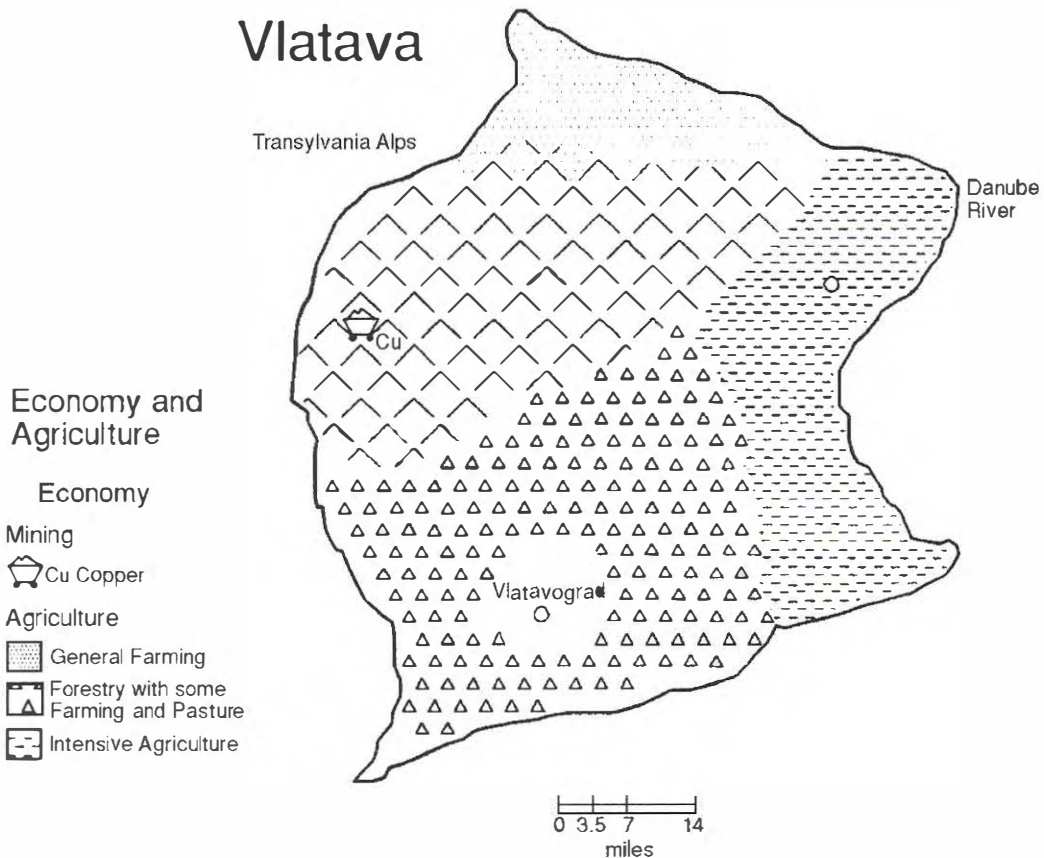 Vlatava
Transylvania Alps
Danube
River
Cu
Economy and
Agriculture
Economy
Mining
Cu Copper
Agriculture
General Farming
Forestry with some
Farming and Pasture
Intensive Agriculture
Vlatavograd
0 3.5 7 14
miles